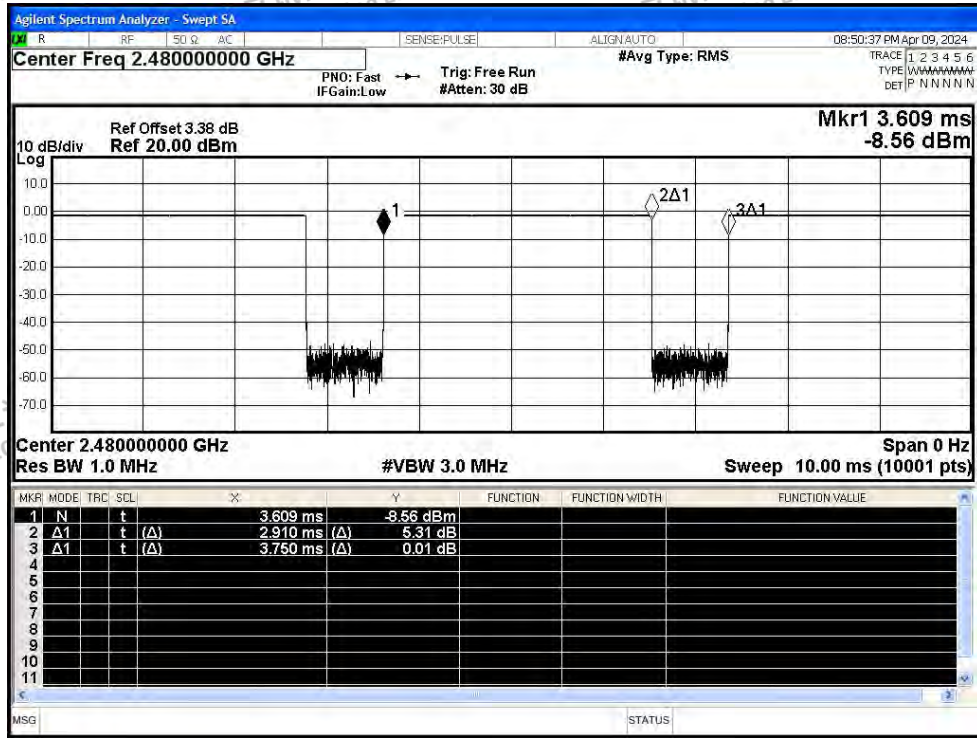 Agilent Spectrum Analyzer - Swept SA
LXI R RF 50 Ω AC SENSE:PULSE ALIGN AUTO 08:50:37 PM Apr 09, 2024
Center Freq 2.480000000 GHz
#Avg Type: RMS
TRACE 1 2 3 4 5 6
PNO: Fast Trig: Free Run
TYPE WWWWWW
IFGain:Low #Atten: 30 dB
DET P N N N N N
Mkr1 3.609 ms
Ref Offset 3.38 dB
10 dB/div Ref 20.00 dBm
-8.56 dBm
Log
10.0
2Δ1
0.00
1
3Δ1
-10.0
-20.0
-30.0
-40.0
-50.0
-60.0
-70.0
Center 2.480000000 GHz Span 0 Hz
Res BW 1.0 MHz #VBW 3.0 MHz Sweep 10.00 ms (10001 pts)
MKR MODE TRC SCL X Y FUNCTION FUNCTION WIDTH FUNCTION VALUE
1 N t 3.609 ms -8.56 dBm
2 Δ1 t (Δ) 2.910 ms (Δ) 5.31 dB
3 Δ1 t (Δ) 3.750 ms (Δ) 0.01 dB
4
5
6
7
8
9
10
11
MSG STATUS